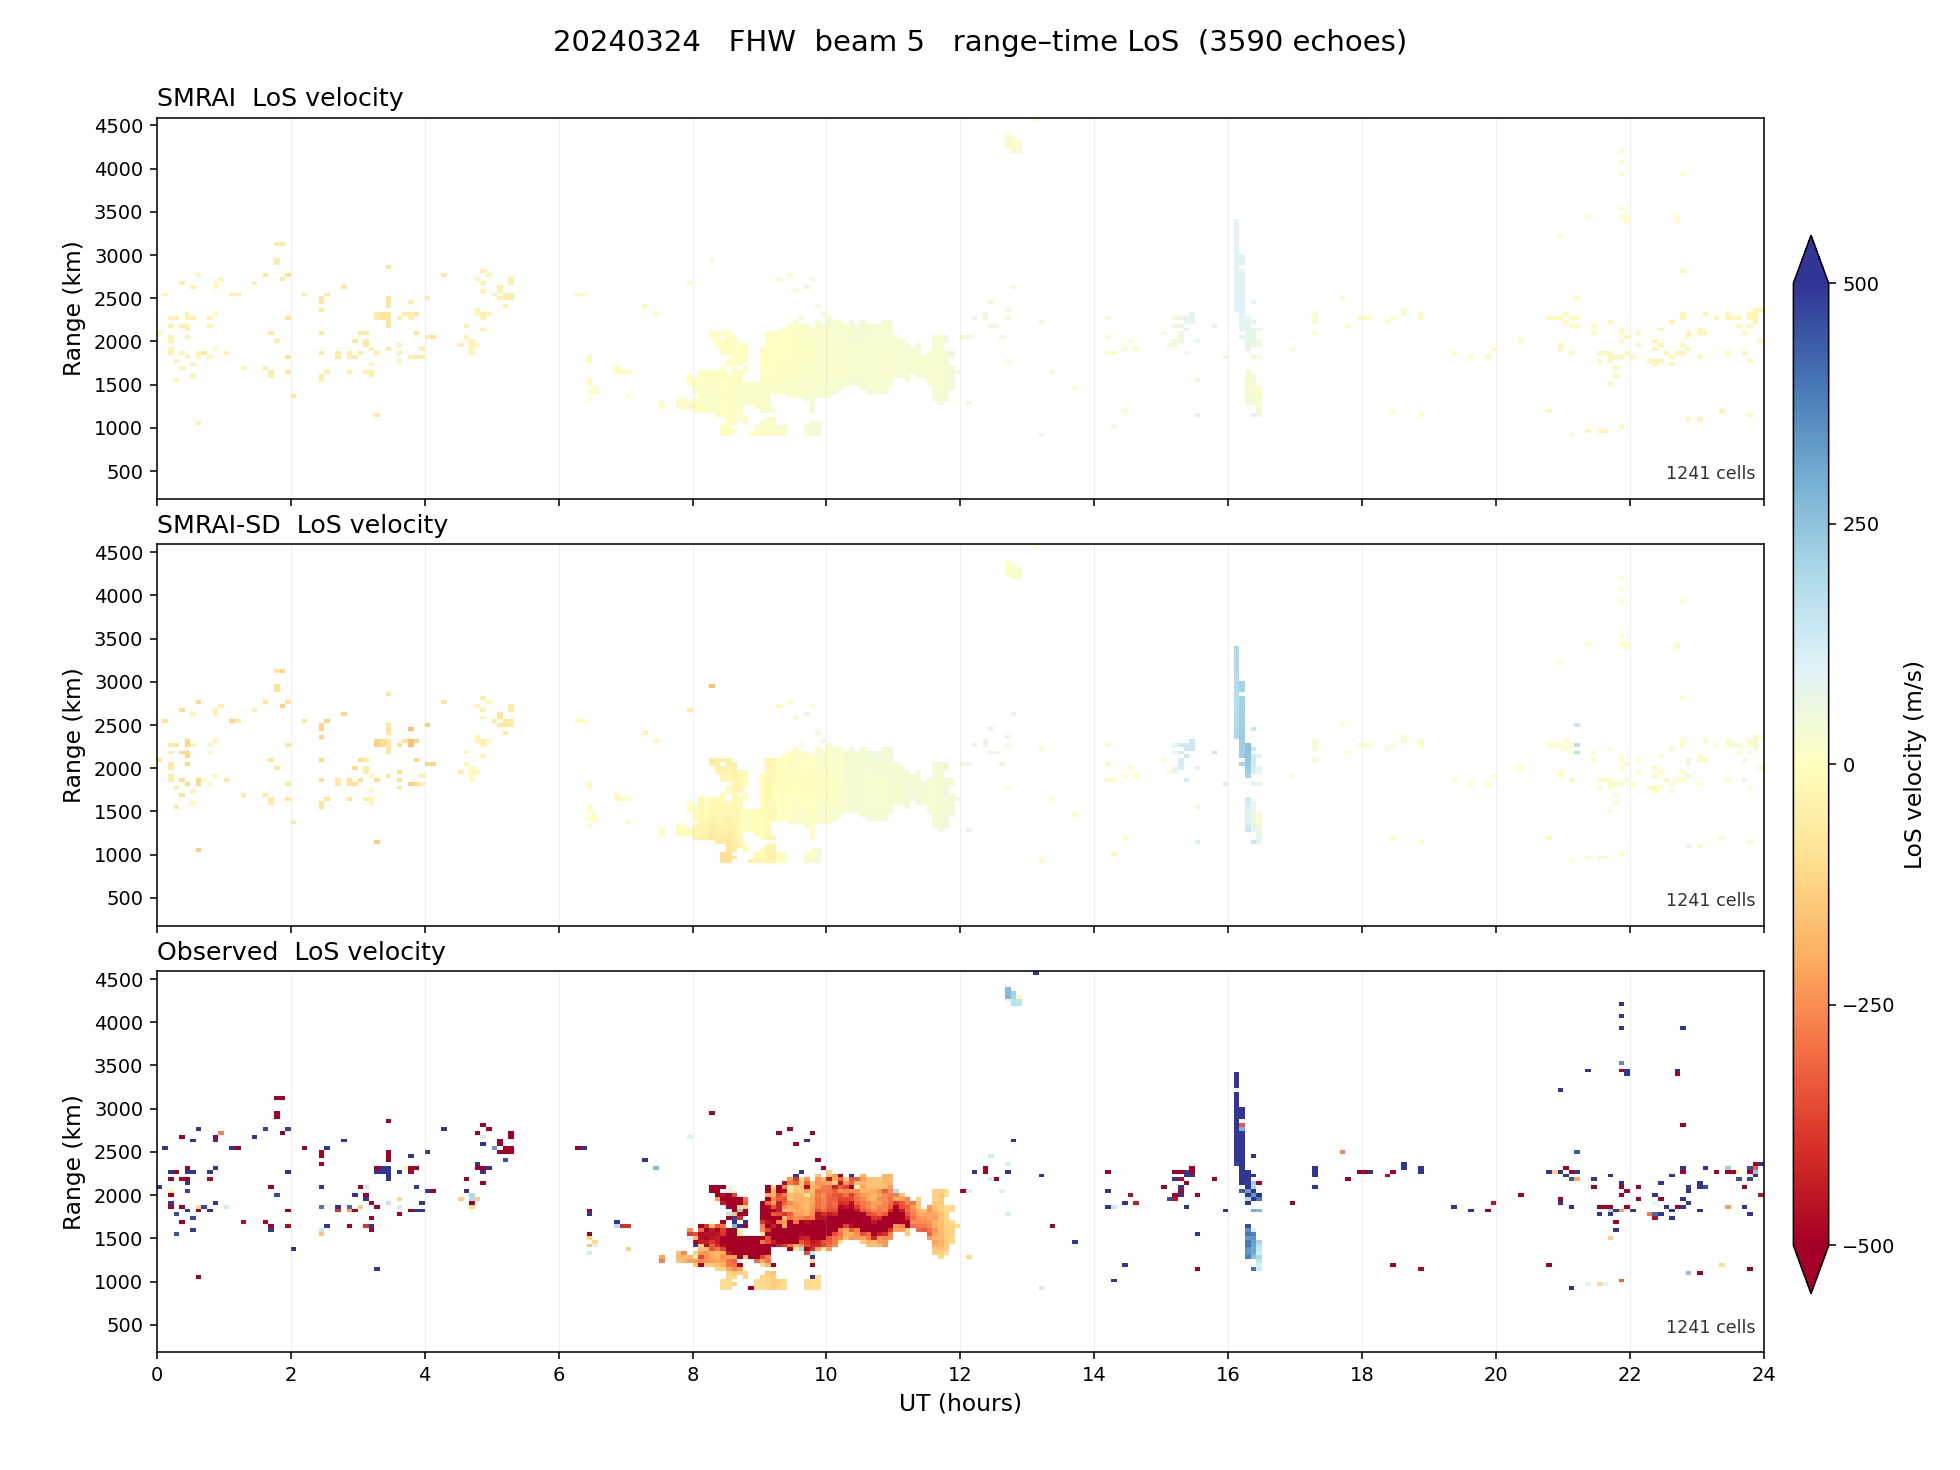 20240324   FHW  beam 5   range–time LoS  (3590 echoes)
SMRAI  LoS velocity
4500
4000
3500
3000
2500
2000
1500
1000
500
Range (km)
1241 cells
SMRAI-SD  LoS velocity
4500
4000
3500
3000
2500
2000
1500
1000
500
Range (km)
1241 cells
Observed  LoS velocity
4500
4000
3500
3000
2500
2000
1500
1000
500
Range (km)
1241 cells
0 2 4 6 8 10 12 14 16 18 20 22 24
UT (hours)
500
250
0
−250
−500
LoS velocity (m/s)